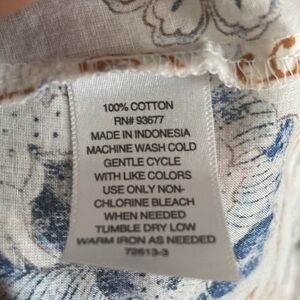 100% COTTON
RN# 93677
MADE IN INDONESIA
MACHINE WASH COLD
GENTLE CYCLE
WITH LIKE COLORS
USE ONLY NON-
CHLORINE BLEACH
WHEN NEEDED
TUMBLE DRY LOW
WARM IRON AS NEEDED
72613-3